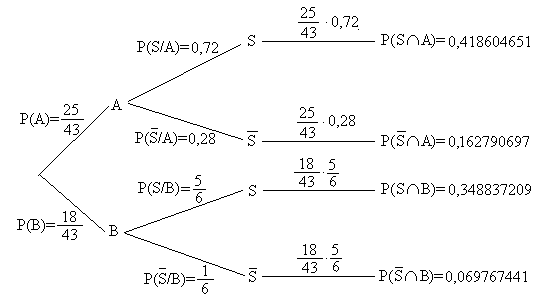 P(S/A)=0,72 S 25/43 · 0,72 P(S∩A)=0,418604651
P(A)=25/43 A
P(S̅/A)=0,28 S̅ 25/43 · 0,28 P(S̅∩A)=0,162790697
P(S/B)=5/6 S 18/43 · 5/6 P(S∩B)=0,348837209
P(B)=18/43 B
P(S̅/B)=1/6 S̅ 18/43 · 5/6 P(S̅∩B)=0,069767441